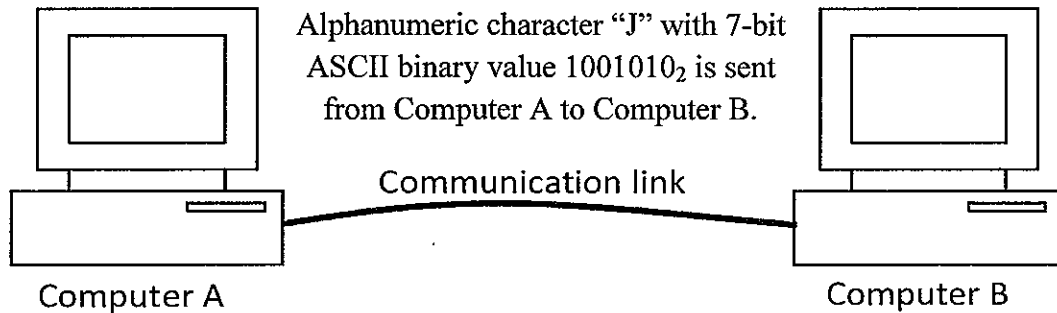 Alphanumeric character “J” with 7-bit
ASCII binary value 1001010₂ is sent
from Computer A to Computer B.
Communication link
Computer A
Computer B